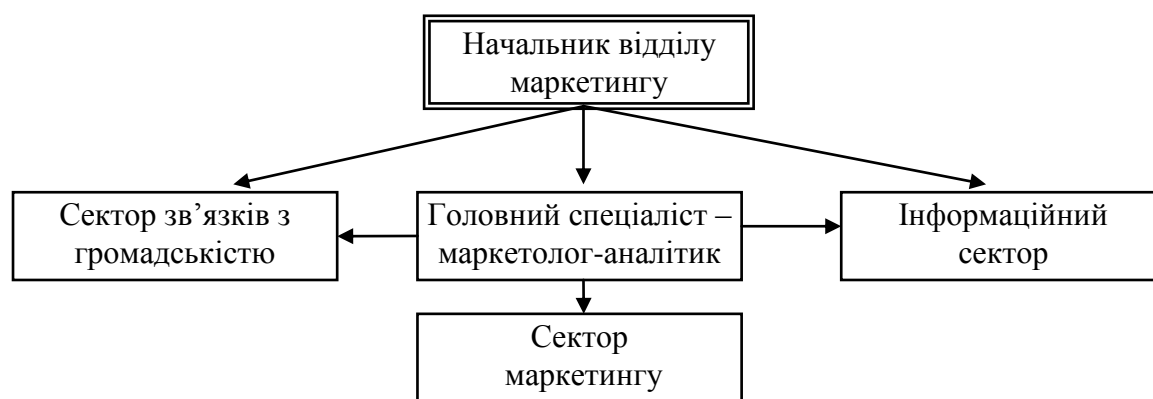 Начальник відділу
маркетингу
Сектор зв’язків з
громадськістю
Головний спеціаліст –
маркетолог-аналітик
Інформаційний
сектор
Сектор
маркетингу